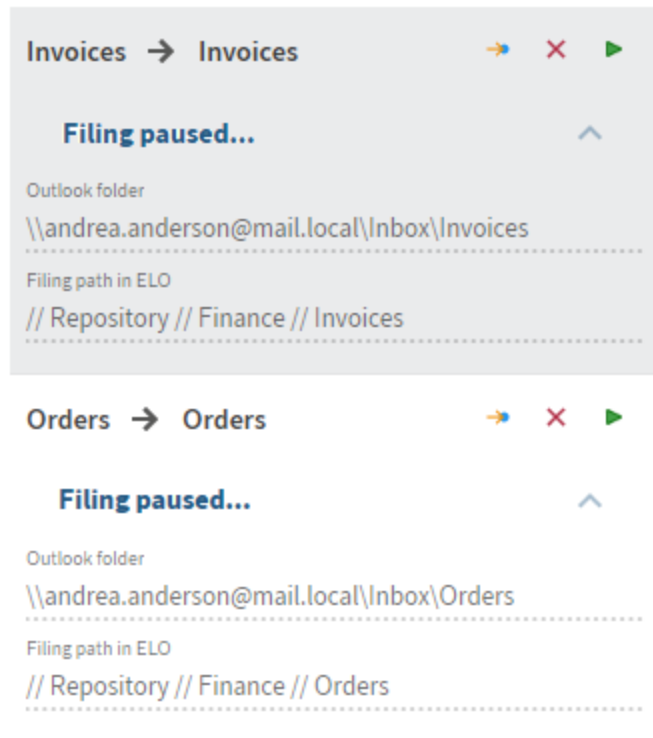 Invoices → Invoices
Filing paused...
Outlook folder
\\andrea.anderson@mail.local\Inbox\Invoices
Filing path in ELO
// Repository // Finance // Invoices
Orders → Orders
Filing paused...
Outlook folder
\\andrea.anderson@mail.local\Inbox\Orders
Filing path in ELO
// Repository // Finance // Orders